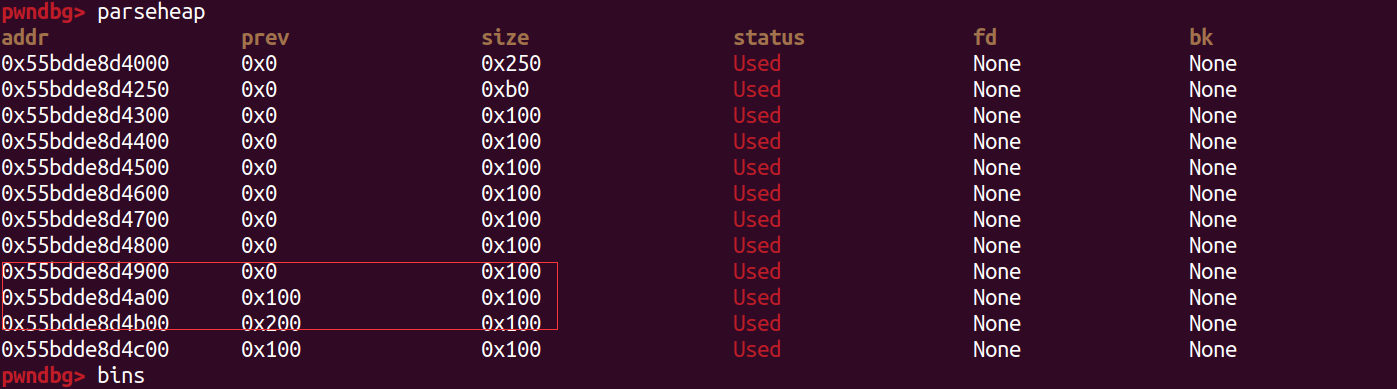 pwndbg> parseheap
addr prev size status fd bk
0x55bdde8d4000 0x0 0x250 Used None None
0x55bdde8d4250 0x0 0xb0 Used None None
0x55bdde8d4300 0x0 0x100 Used None None
0x55bdde8d4400 0x0 0x100 Used None None
0x55bdde8d4500 0x0 0x100 Used None None
0x55bdde8d4600 0x0 0x100 Used None None
0x55bdde8d4700 0x0 0x100 Used None None
0x55bdde8d4800 0x0 0x100 Used None None
0x55bdde8d4900 0x0 0x100 Used None None
0x55bdde8d4a00 0x100 0x100 Used None None
0x55bdde8d4b00 0x200 0x100 Used None None
0x55bdde8d4c00 0x100 0x100 Used None None
pwndbg> bins